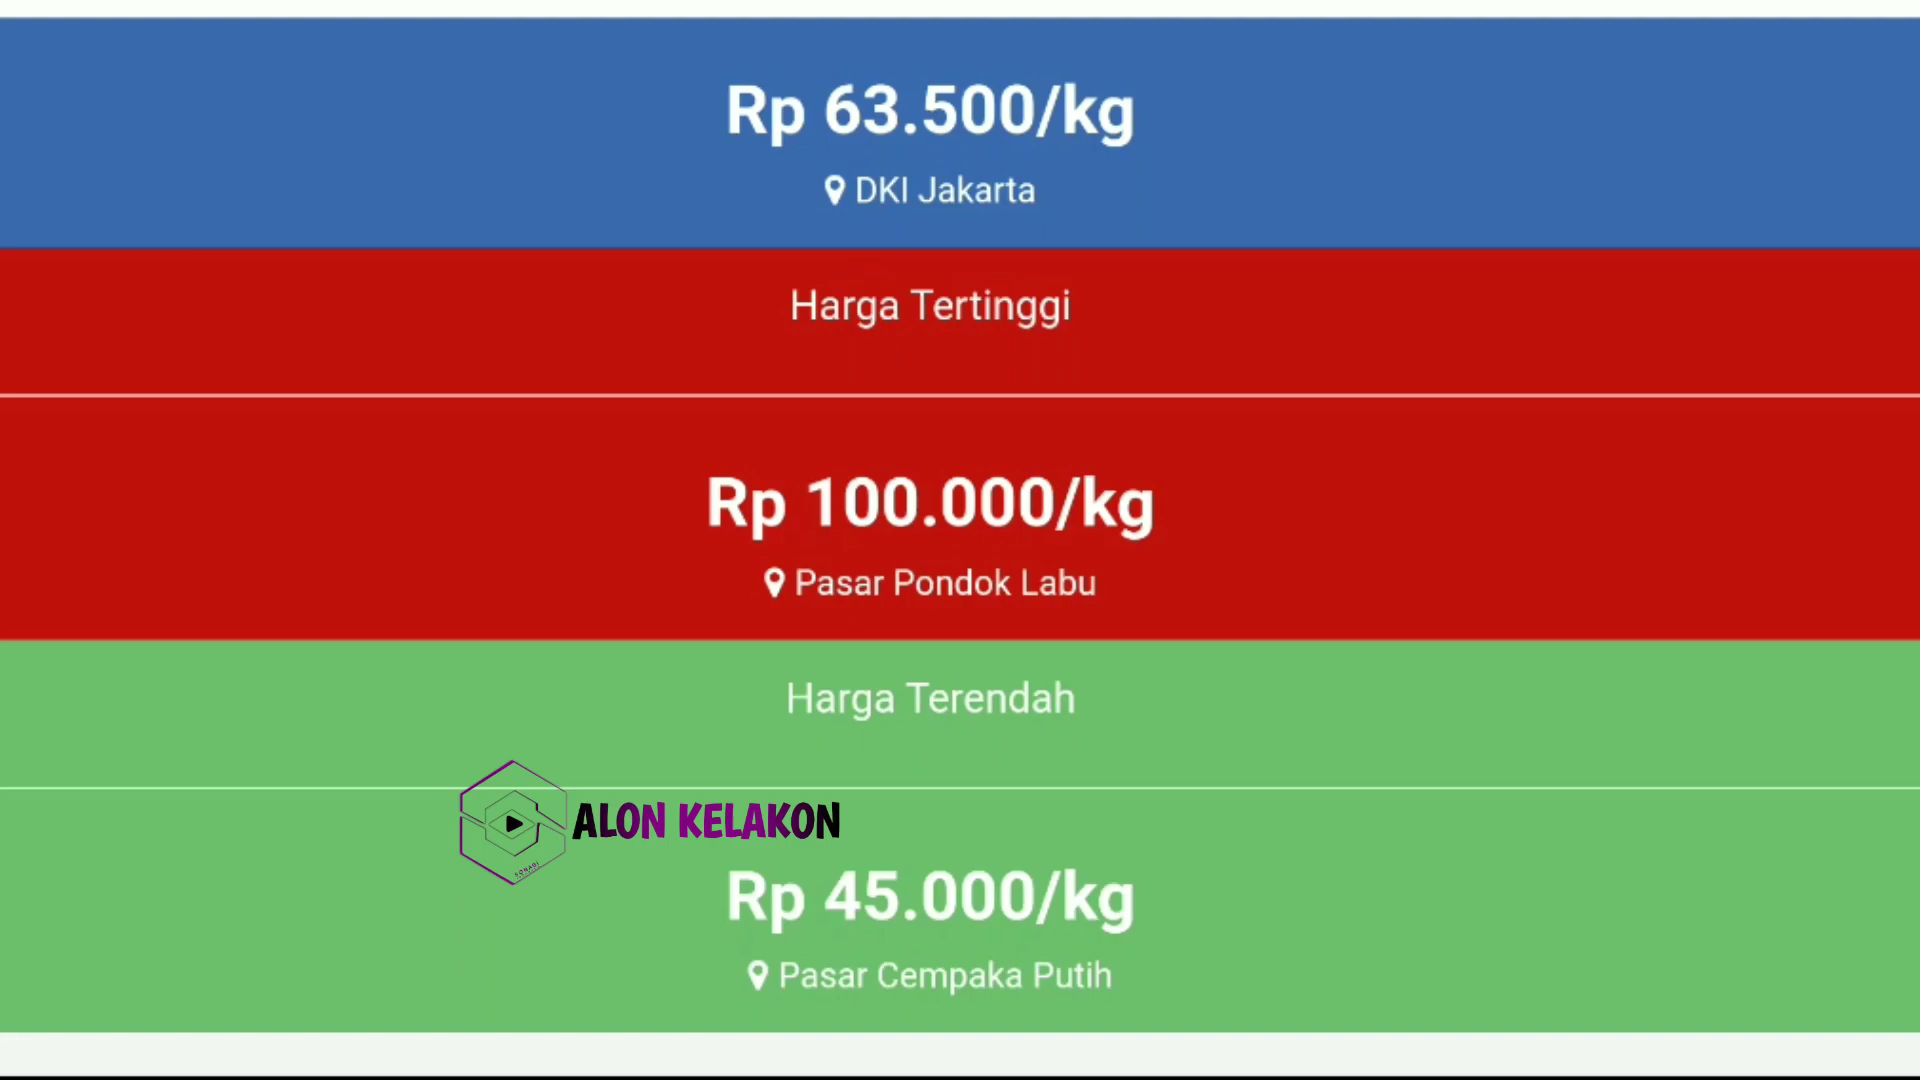 Rp 63.500/kg
DKI Jakarta
Harga Tertinggi
Rp 100.000/kg
Pasar Pondok Labu
Harga Terendah
ALON KELAKON
Rp 45.000/kg
Pasar Cempaka Putih